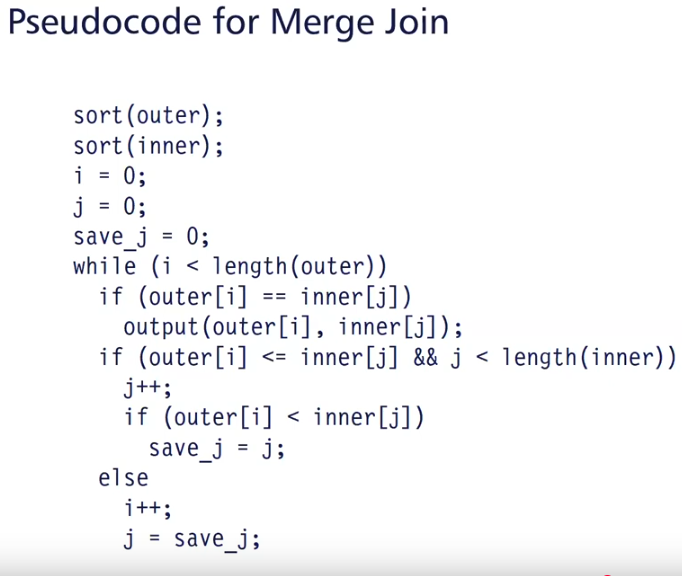 Pseudocode for Merge Join
sort(outer);
sort(inner);
i = 0;
j = 0;
save_j = 0;
while (i < length(outer))
  if (outer[i] == inner[j])
    output(outer[i], inner[j]);
  if (outer[i] <= inner[j] && j < length(inner))
    j++;
    if (outer[i] < inner[j])
      save_j = j;
  else
    i++;
    j = save_j;